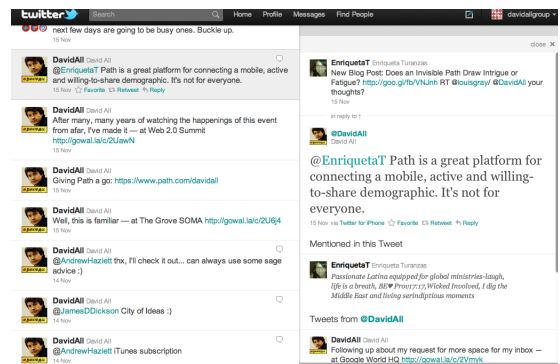 twitter
Search
Home Profile Messages Find People
davidallgroup
next few days are going to be busy ones. Buckle up.
15 Nov
DavidAll David All
@EnriquetaT Path is a great platform for connecting a mobile, active
and willing-to-share demographic. It's not for everyone.
15 Nov Favorite Retweet Reply
DavidAll David All
After many, many years of watching the happenings of this event
from afar, I've made it — at Web 2.0 Summit
http://gowal.la/c/2UawN
15 Nov
DavidAll David All
Giving Path a go: https://www.path.com/davidall
15 Nov
DavidAll David All
Well, this is familiar — at The Grove SOMA http://gowal.la/c/2U6j4
15 Nov
DavidAll David All
@AndrewHazlett thx, I'll check it out... can always use some sage
advice :)
14 Nov
DavidAll David All
@JamesDDickson City of Ideas :)
14 Nov
DavidAll David All
@AndrewHazlett iTunes subscription
14 Nov
close ×
EnriquetaT Enriqueta Turanzas
New Blog Post: Does an Invisible Path Draw Intrigue or
Fatigue? http://goo.gl/fb/VNJnh RT @louisgray/ @DavidAll your
thoughts?
15 Nov
in reply to ↑
@DavidAll
David All
@EnriquetaT Path is a great platform for
connecting a mobile, active and willing-
to-share demographic. It's not for
everyone.
15 Nov via Twitter for iPhone Favorite Retweet Reply
Mentioned in this Tweet
EnriquetaT Enriqueta Turanzas
Passionate Latina equipped for global ministries-laugh,
life is a breath, BE♥ Prov17:17,Wicked Involved, I dig the
Middle East and living serindiptious moments
Tweets from @DavidAll
DavidAll David All
Following up about my request for more space for my inbox —
at Google World HQ http://gowal.la/c/2Vmyk